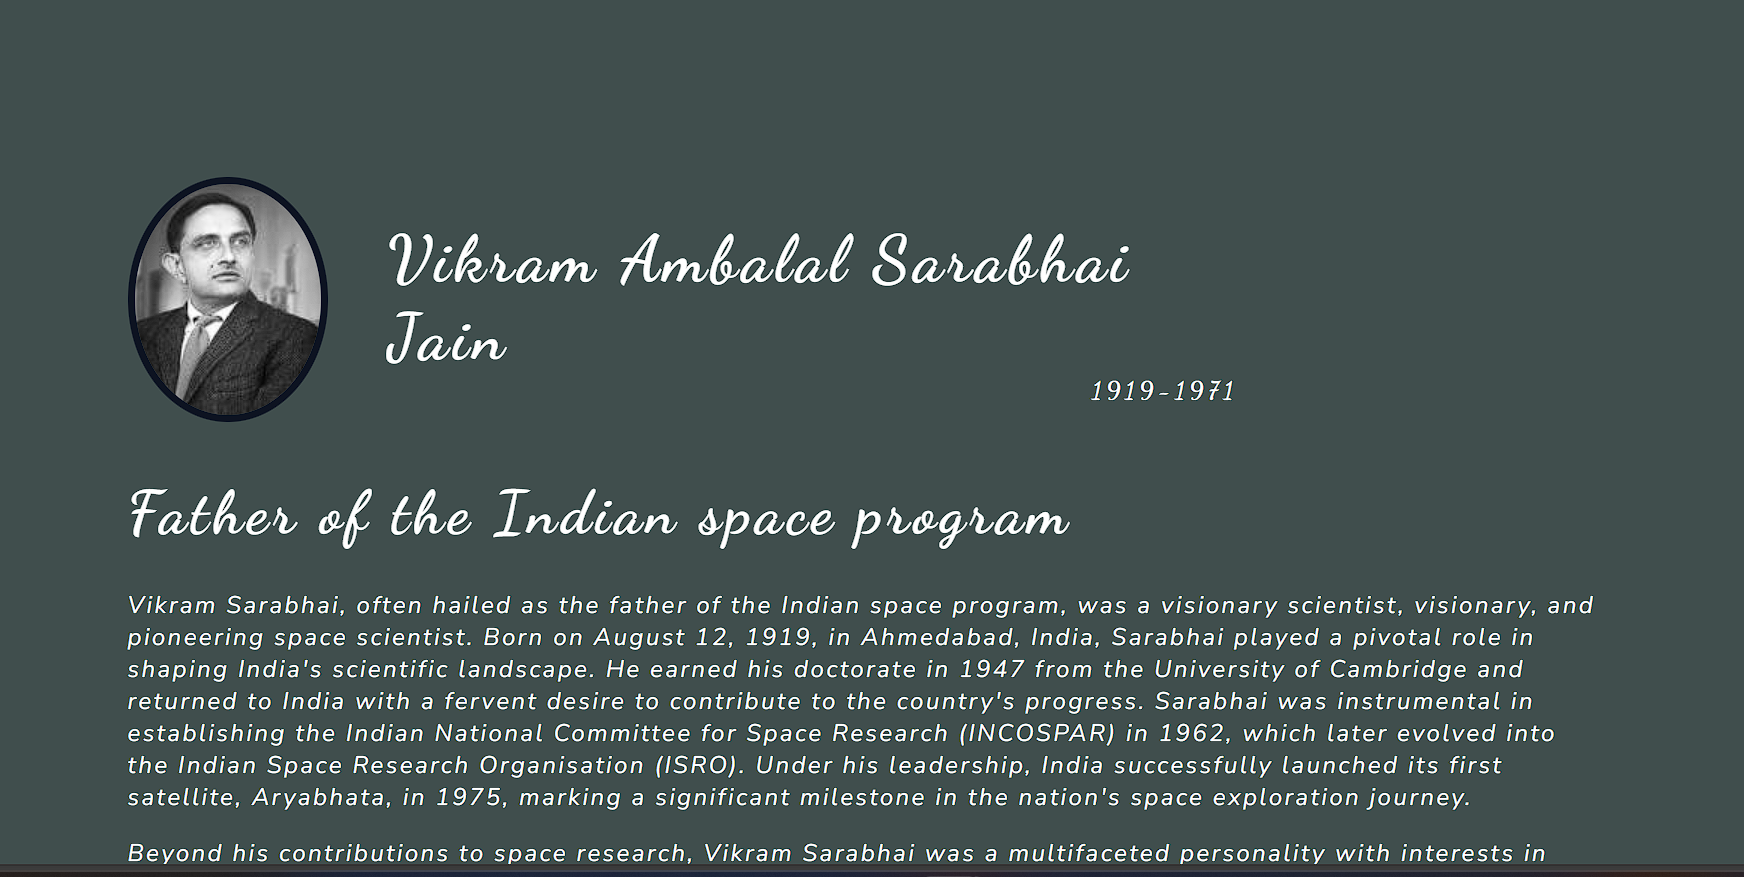 Vikram Ambalal Sarabhai
Jain
1919-1971
Father of the Indian space program
Vikram Sarabhai, often hailed as the father of the Indian space program, was a visionary scientist, visionary, and
pioneering space scientist. Born on August 12, 1919, in Ahmedabad, India, Sarabhai played a pivotal role in
shaping India's scientific landscape. He earned his doctorate in 1947 from the University of Cambridge and
returned to India with a fervent desire to contribute to the country's progress. Sarabhai was instrumental in
establishing the Indian National Committee for Space Research (INCOSPAR) in 1962, which later evolved into
the Indian Space Research Organisation (ISRO). Under his leadership, India successfully launched its first
satellite, Aryabhata, in 1975, marking a significant milestone in the nation's space exploration journey.
Beyond his contributions to space research, Vikram Sarabhai was a multifaceted personality with interests in